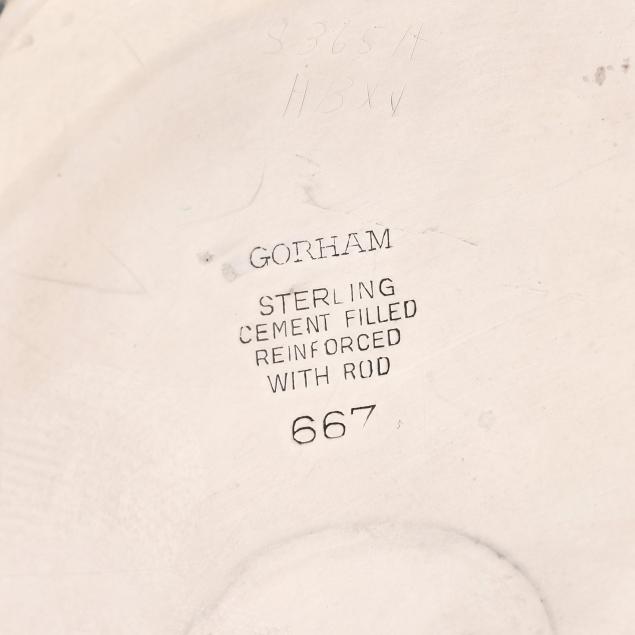 GORHAM
STERLING
CEMENT FILLED
REINFORCED
WITH ROD
667